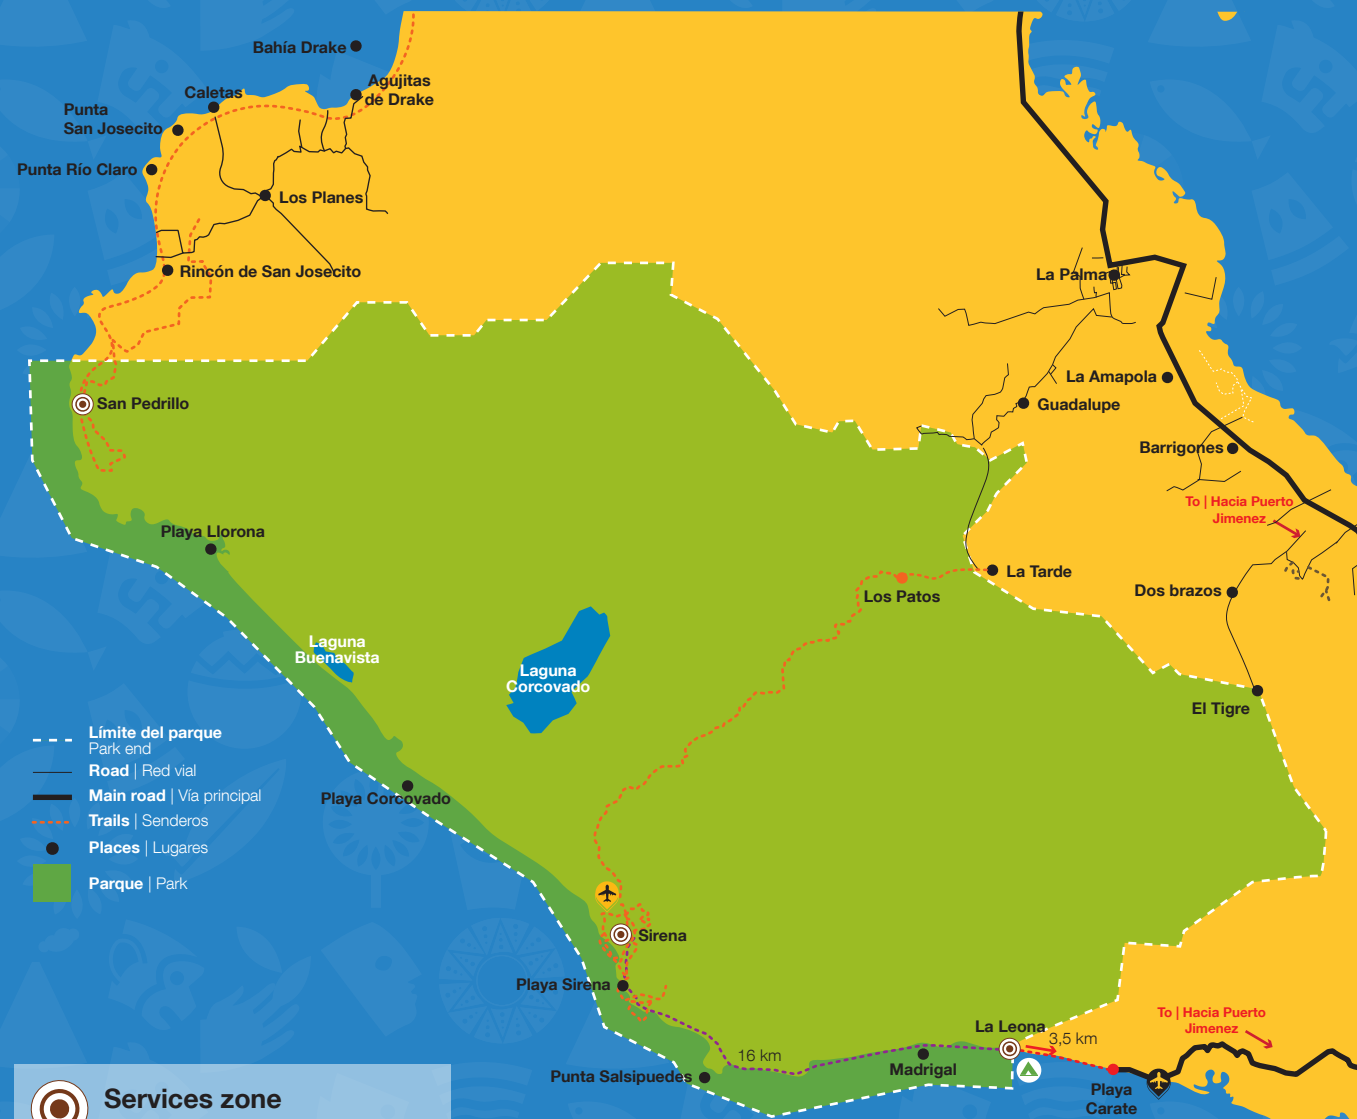 Bahía Drake
Agujitas
de Drake
Caletas
Punta
San Josecito
Punta Río Claro
Los Planes
Rincón de San Josecito
La Palma
La Amapola
Guadalupe
Barrigones
San Pedrillo
To | Hacia Puerto
Jimenez
Playa Llorona
La Tarde
Los Patos
Dos brazos
Laguna
Buenavista
Laguna
Corcovado
El Tigre
Límite del parque
Park end
Road | Red vial
Main road | Vía principal
Trails | Senderos
Places | Lugares
Parque | Park
Playa Corcovado
Sirena
Playa Sirena
To | Hacia Puerto
Jimenez
La Leona
3,5 km
16 km
Madrigal
Punta Salsipuedes
Playa
Carate
Services zone